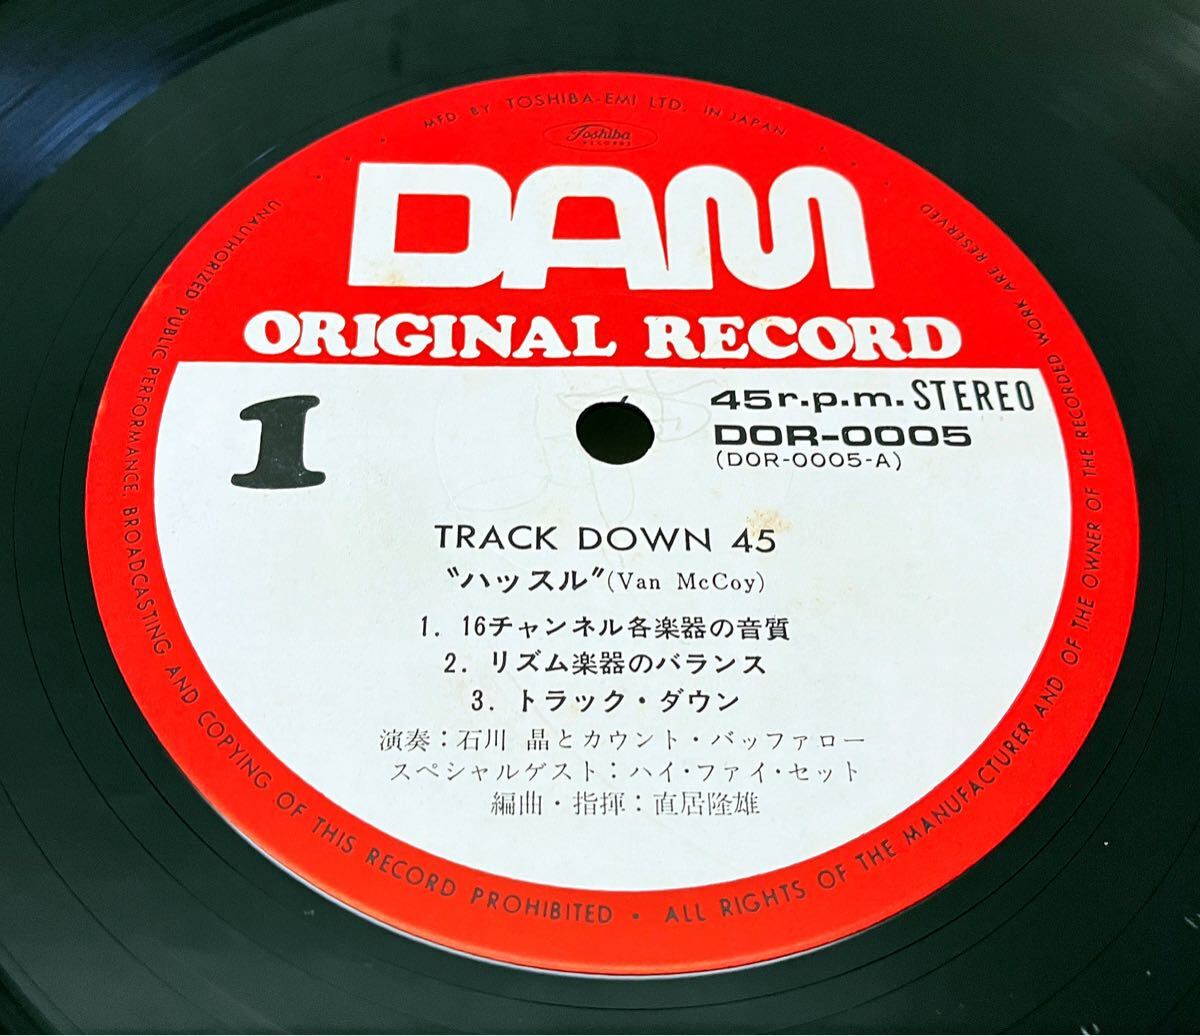 MFD. BY TOSHIBA-EMI LTD. IN JAPAN
Toshiba
RECORDS
DAM
ORIGINAL RECORD
1
45r.p.m. STEREO
DOR-0005
(DOR-0005-A)
TRACK DOWN 45
〝ハッスル〞(Van McCoy)
1. 16チャンネル各楽器の音質
2. リズム楽器のバランス
3. トラック・ダウン
演奏：石川 晶とカウント・バッファロー
スペシャルゲスト：ハイ・ファイ・セット
編曲・指揮：直居隆雄
UNAUTHORIZED PUBLIC PERFORMANCE, BROADCASTING AND COPYING OF THIS RECORD PROHIBITED • ALL RIGHTS OF THE MANUFACTURER AND OF THE OWNER OF THE RECORDED WORK ARE RESERVED